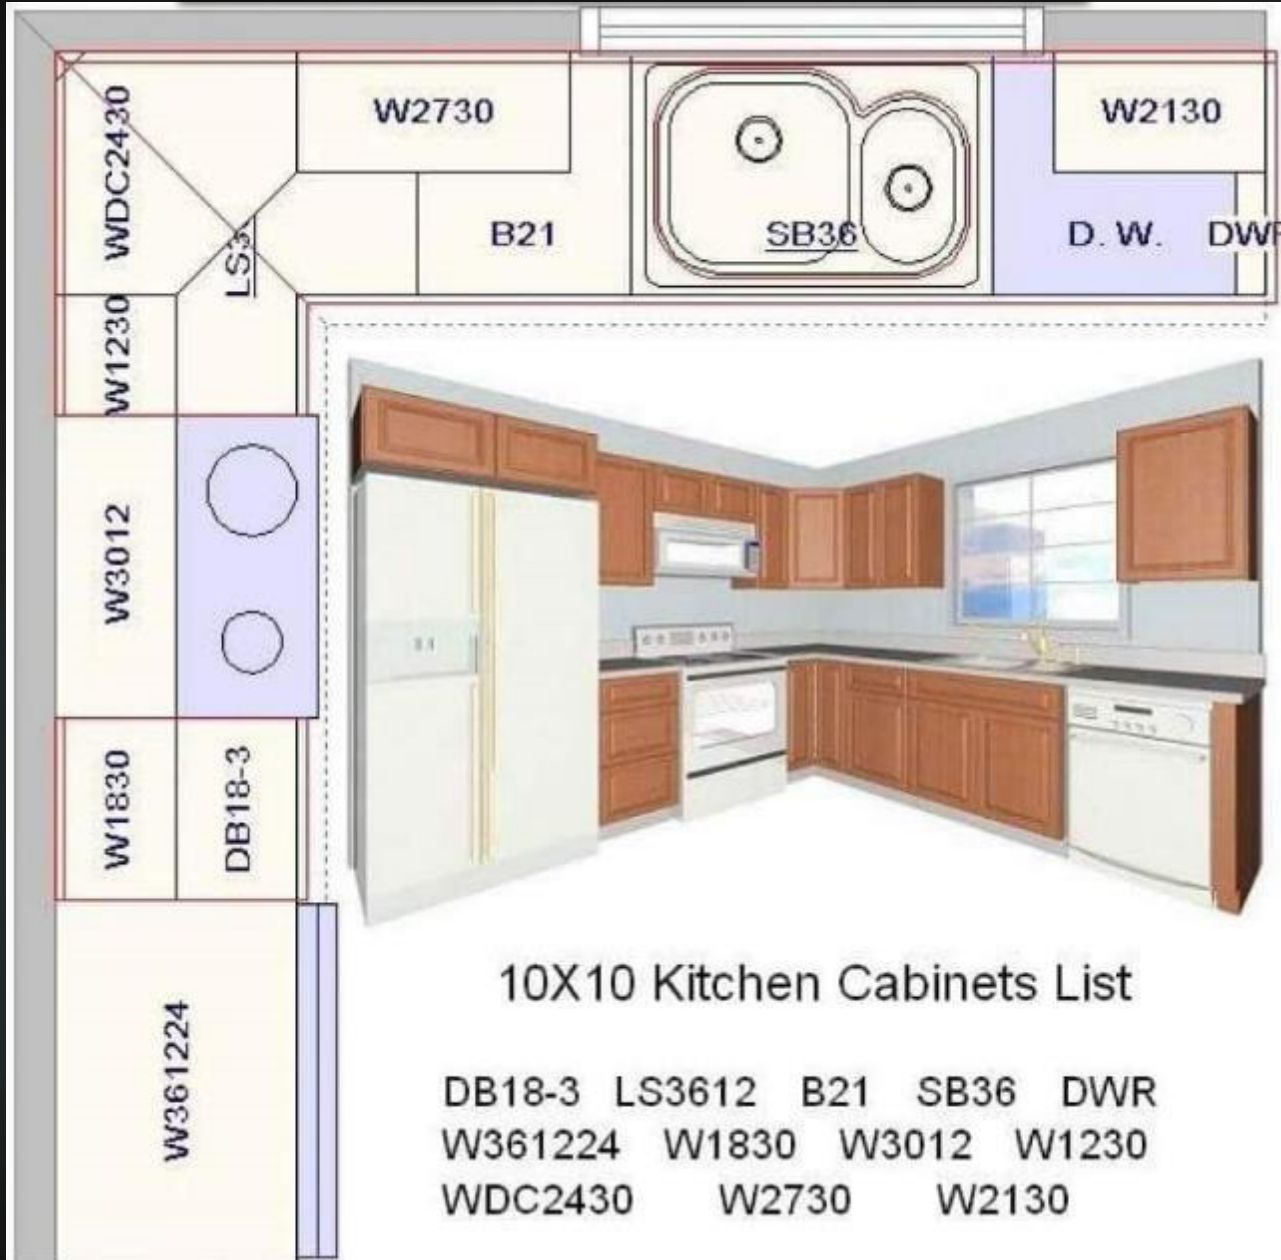 W2730
W2130
WDC2430
B21
SB36
D. W.
DWR
LS3
W1230
W3012
W1830
DB18-3
W361224
10X10 Kitchen Cabinets List
DB18-3 LS3612 B21 SB36 DWR
W361224 W1830 W3012 W1230
WDC2430 W2730 W2130